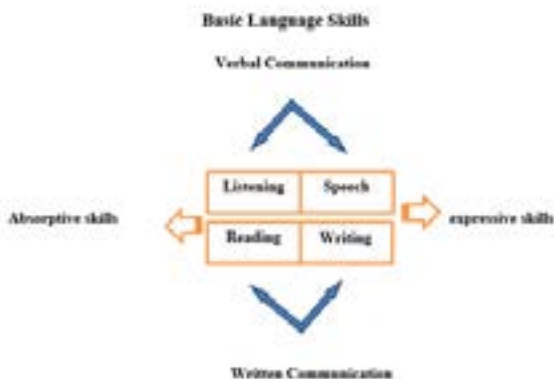 Basic Language Skills
Verbal Communication
Listening Speech
Absorptive skills expressive skills
Reading Writing
Written Communication